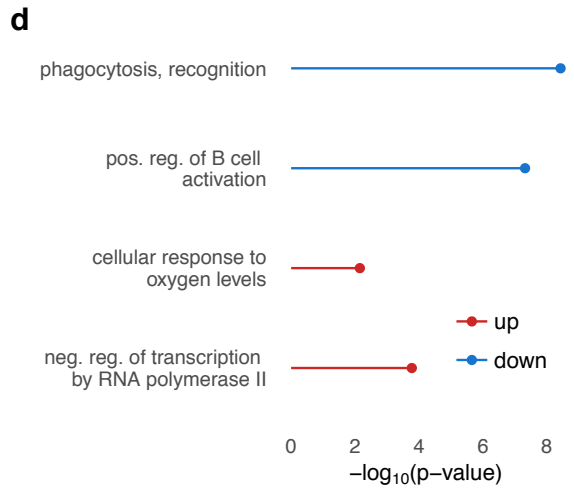 d
phagocytosis, recognition
pos. reg. of B cell
activation
cellular response to
oxygen levels
neg. reg. of transcription
by RNA polymerase II
up
down
0 2 4 6 8
−log₁₀(p−value)